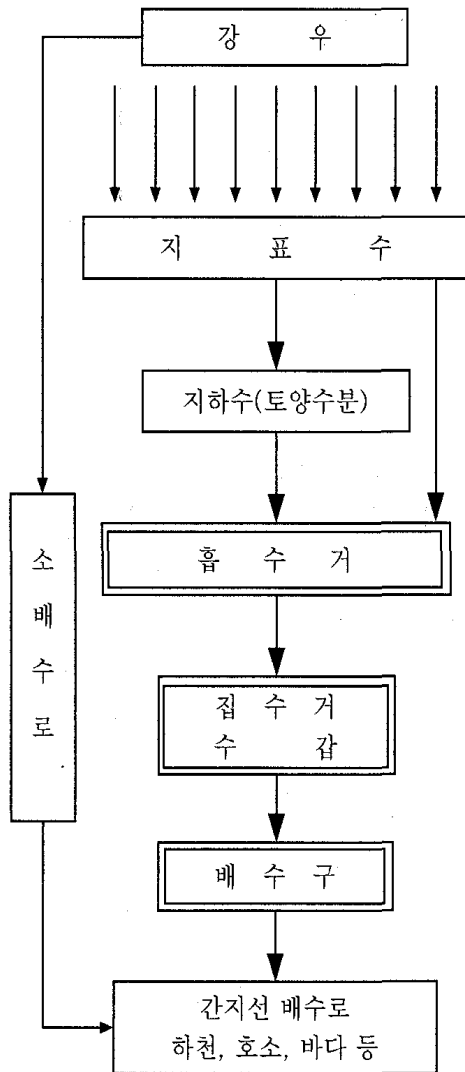 강 우
지 표 수
지하수(토양수분)
흡 수 거
소
배
수
로
집 수 거
수 갑
배 수 구
간지선 배수로
하천, 호소, 바다 등